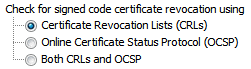 Check for signed code certificate revocation using
Certificate Revocation Lists (CRLs)
Online Certificate Status Protocol (OCSP)
Both CRLs and OCSP